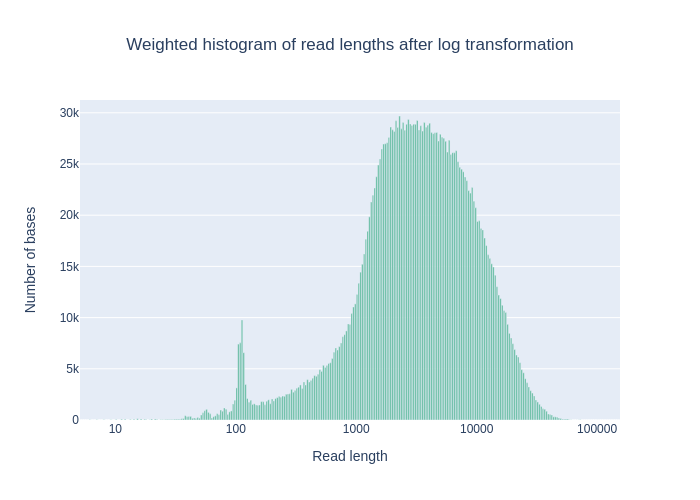 Weighted histogram of read lengths after log transformation
30k
25k
20k
15k
10k
5k
0
Number of bases
10
100
1000
10000
100000
Read length